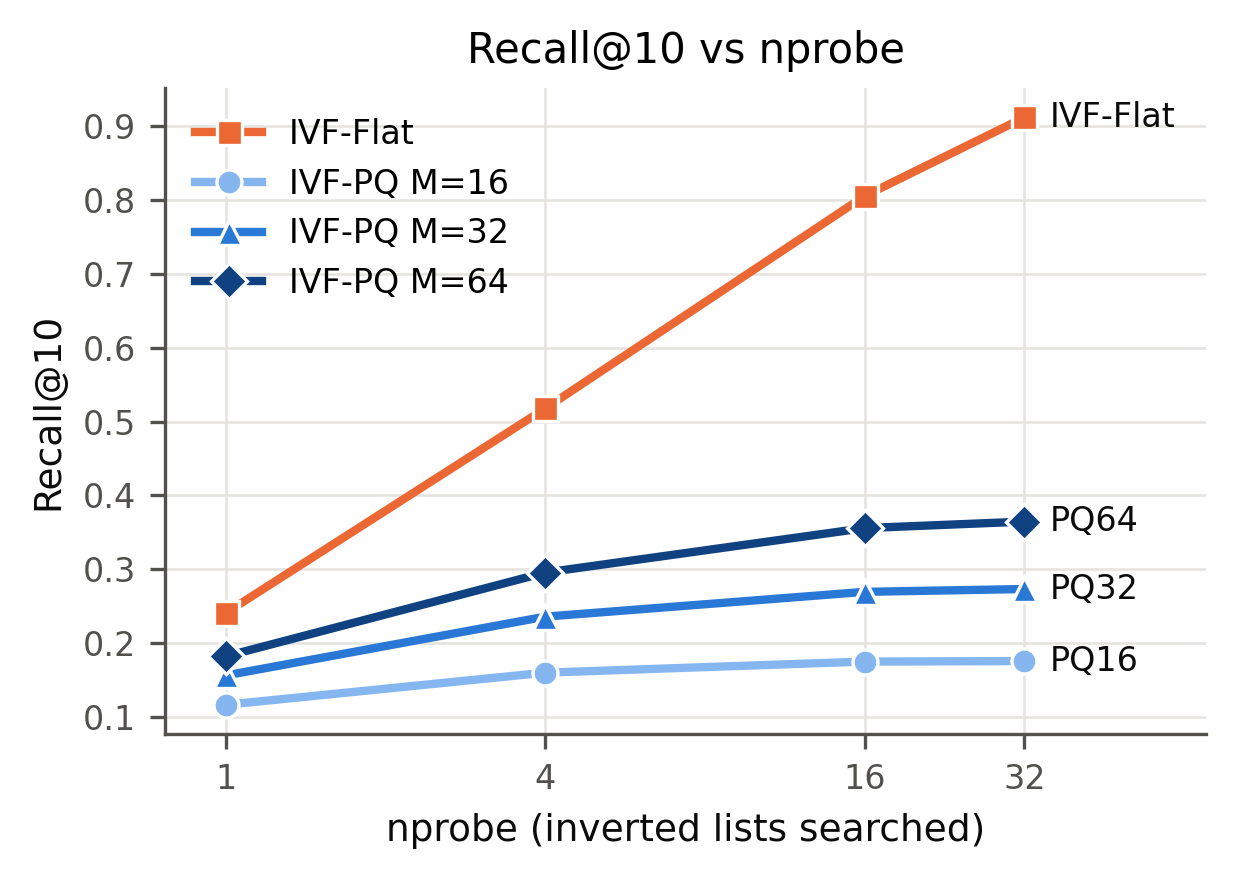 Recall@10 vs nprobe
IVF-Flat
IVF-PQ M=16
IVF-PQ M=32
IVF-PQ M=64
IVF-Flat
PQ64
PQ32
PQ16
Recall@10
0.9
0.8
0.7
0.6
0.5
0.4
0.3
0.2
0.1
1 4 16 32
nprobe (inverted lists searched)